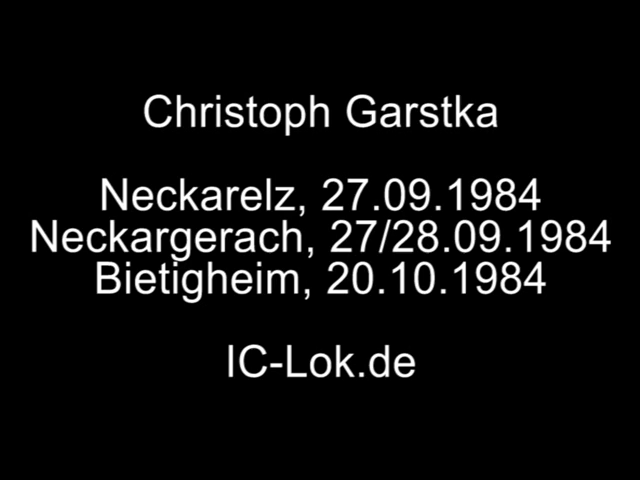 Christoph Garstka
Neckarelz, 27.09.1984
Neckargerach, 27/28.09.1984
Bietigheim, 20.10.1984
IC-Lok.de